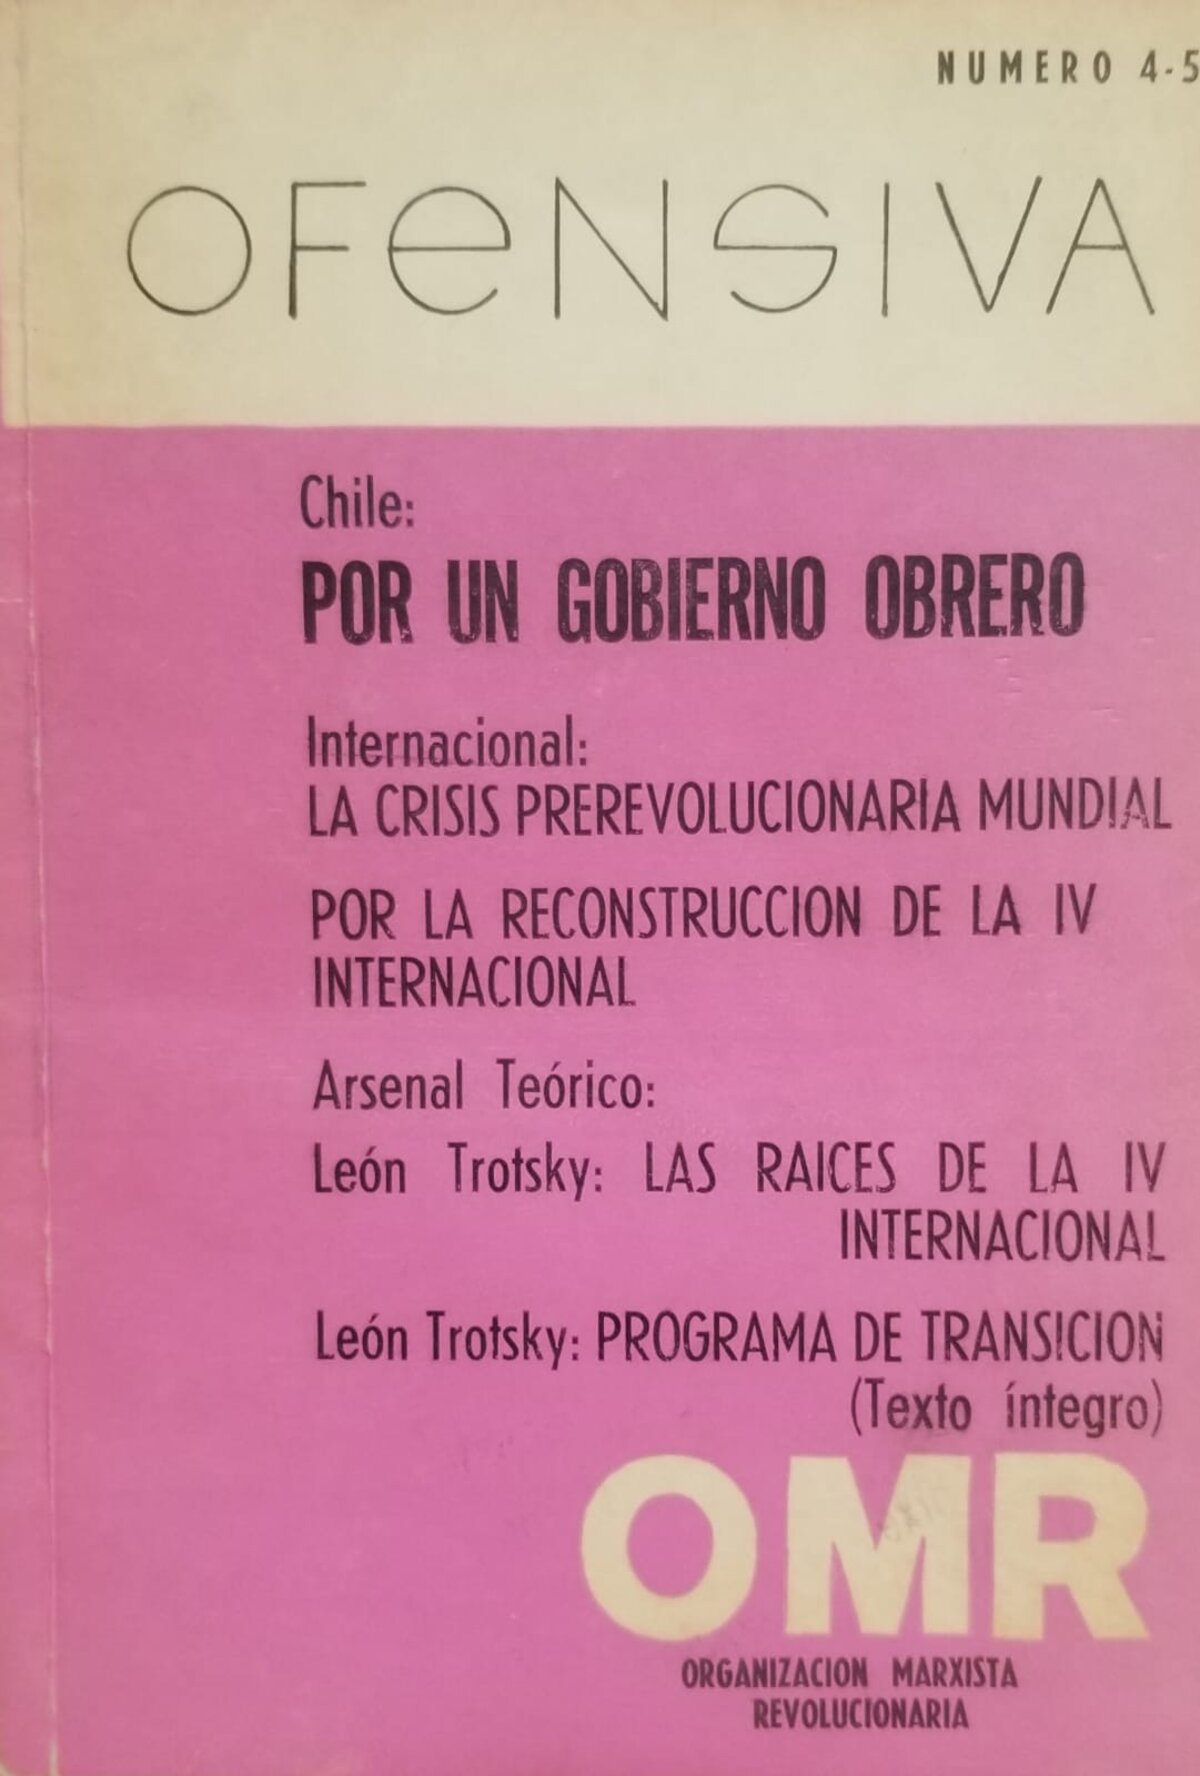 NUMERO 4-5
OFeNSIVA
Chile:
POR UN GOBIERNO OBRERO
Internacional:
LA CRISIS PREREVOLUCIONARIA MUNDIAL
POR LA RECONSTRUCCION DE LA IV
INTERNACIONAL
Arsenal Teórico:
León Trotsky: LAS RAICES DE LA IV
INTERNACIONAL
León Trotsky: PROGRAMA DE TRANSICION
(Texto íntegro)
OMR
ORGANIZACION MARXISTA
REVOLUCIONARIA